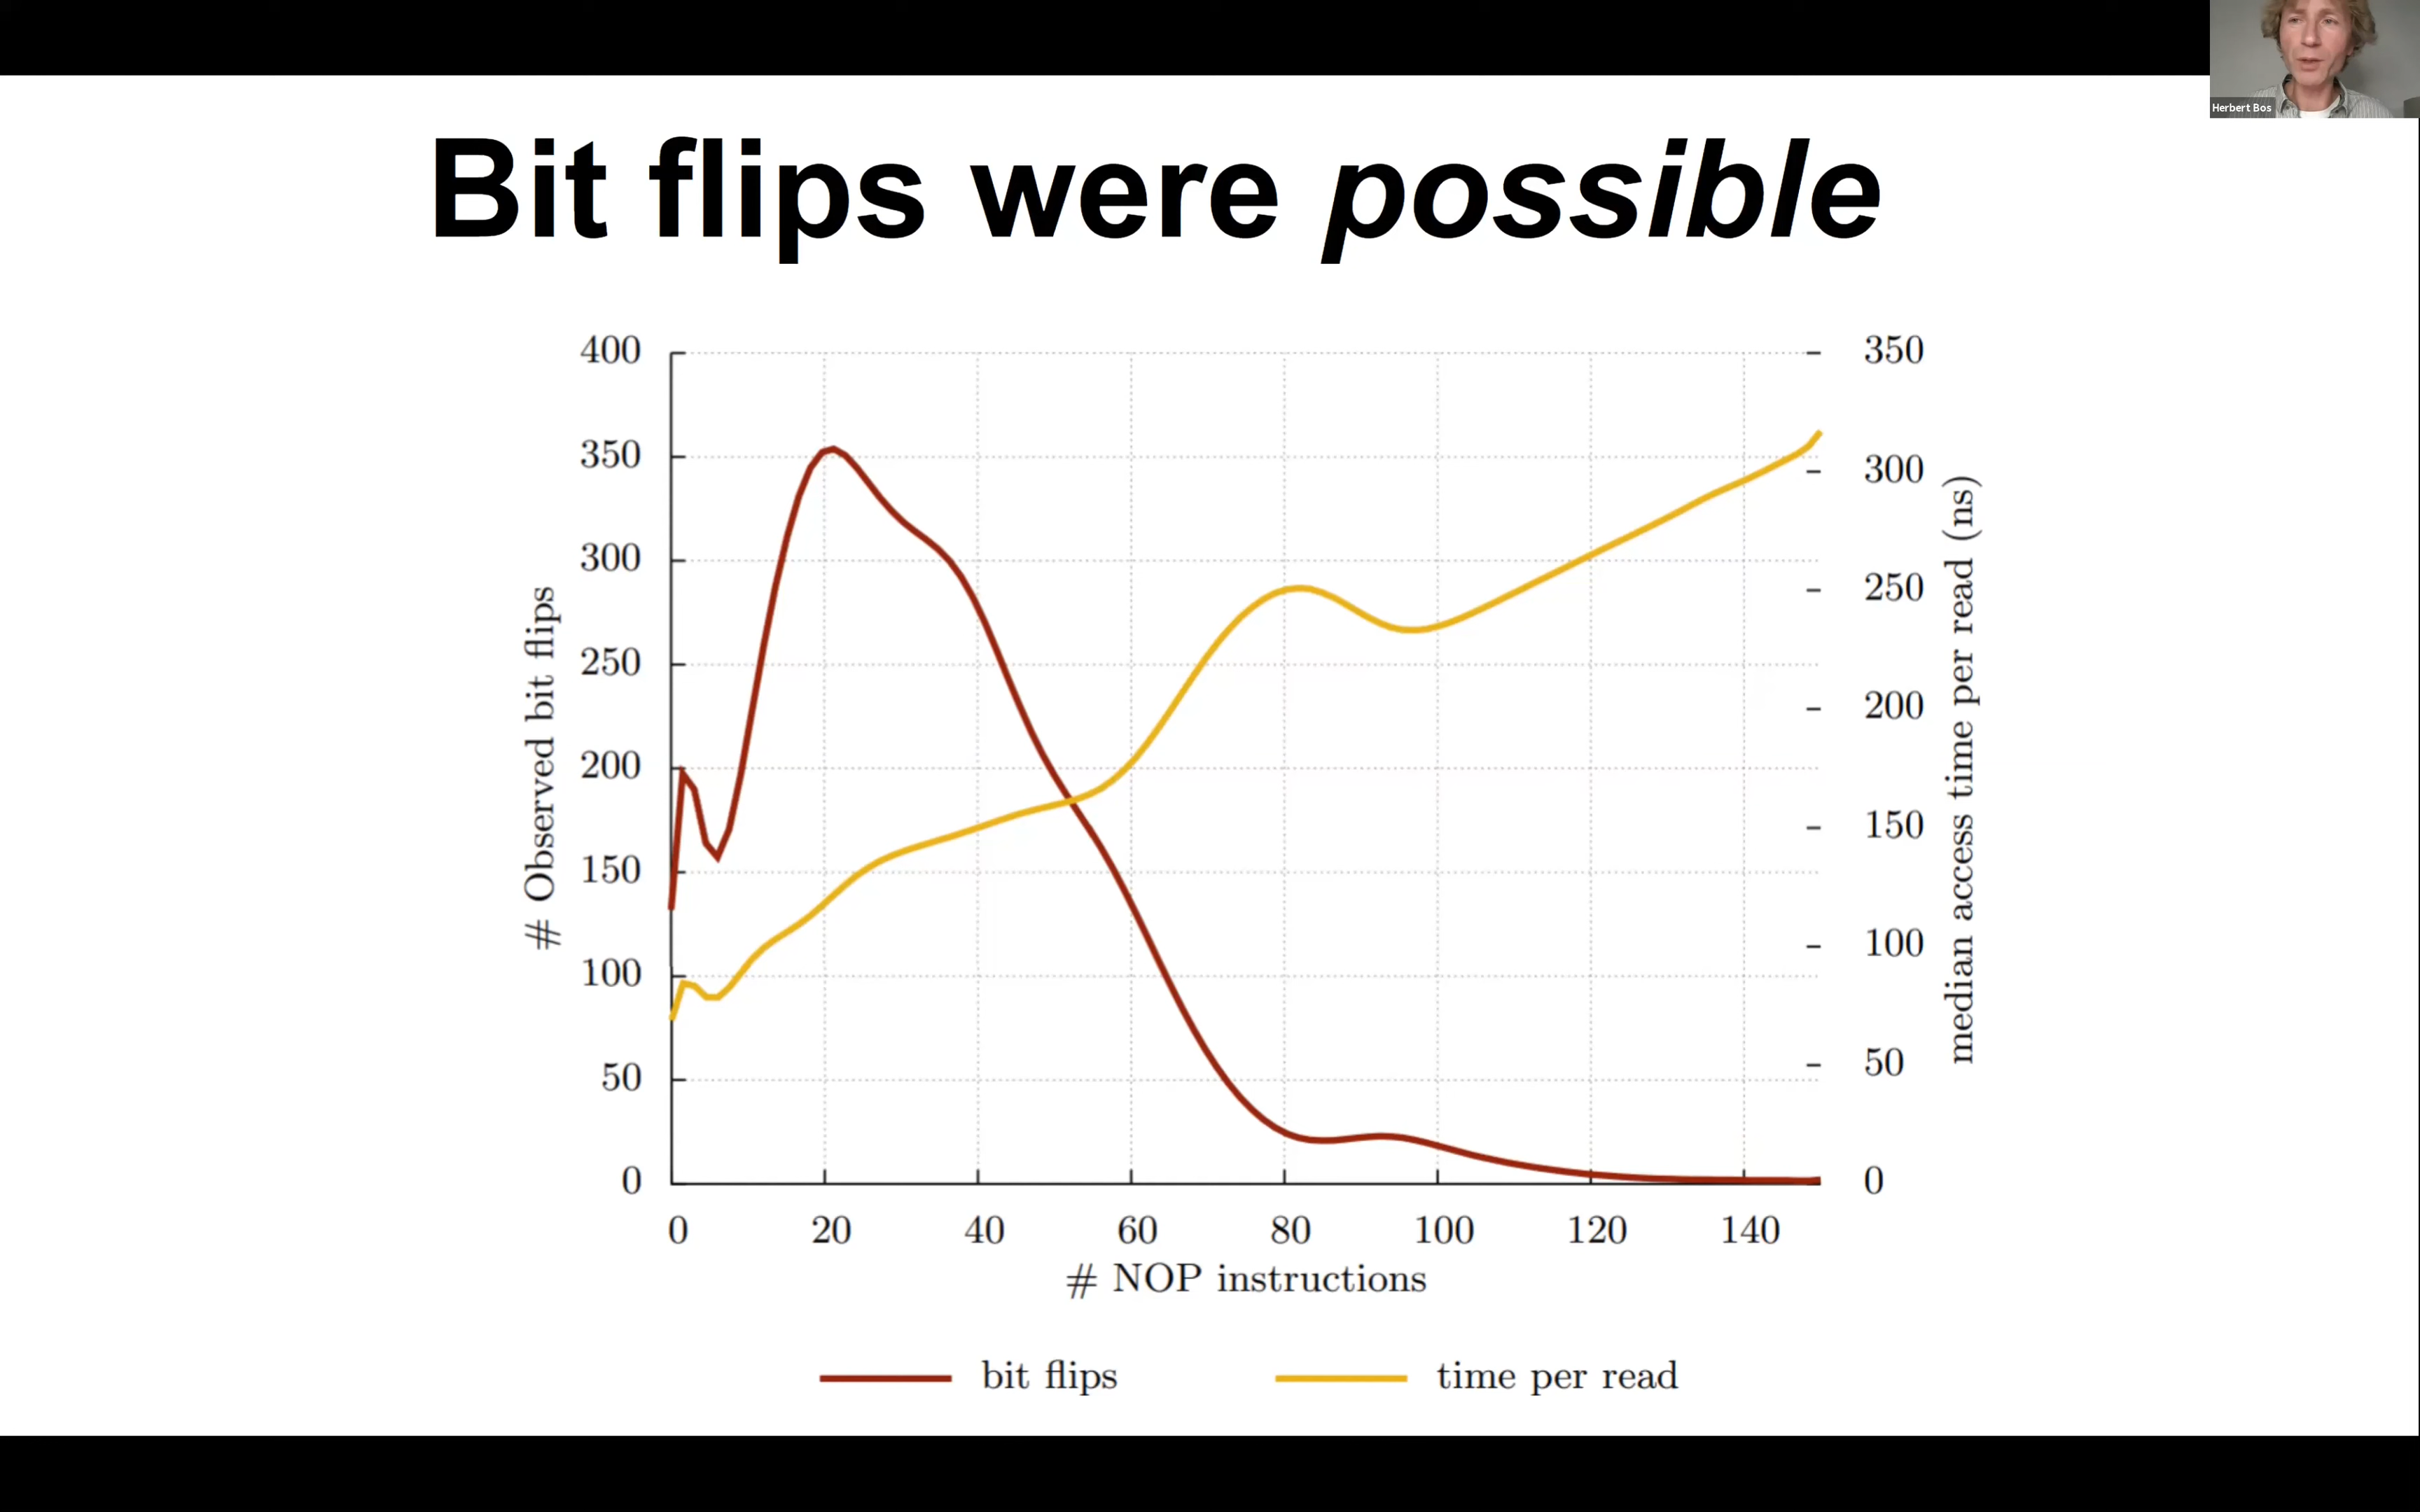 Herbert Bos
Bit flips were possible
400
350
300
250
200
150
100
50
0
# Observed bit flips
350
300
250
200
150
100
50
0
median access time per read (ns)
0 20 40 60 80 100 120 140
# NOP instructions
bit flips time per read